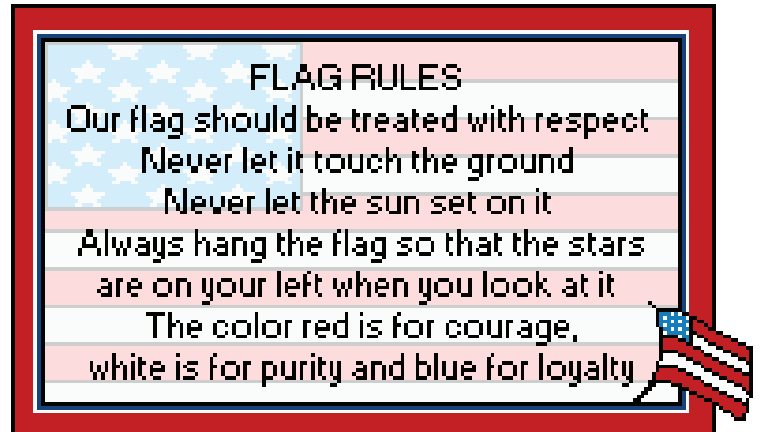 FLAG RULES
Our flag should be treated with respect
Never let it touch the ground
Never let the sun set on it
Always hang the flag so that the stars
are on your left when you look at it
The color red is for courage,
white is for purity and blue for loyalty